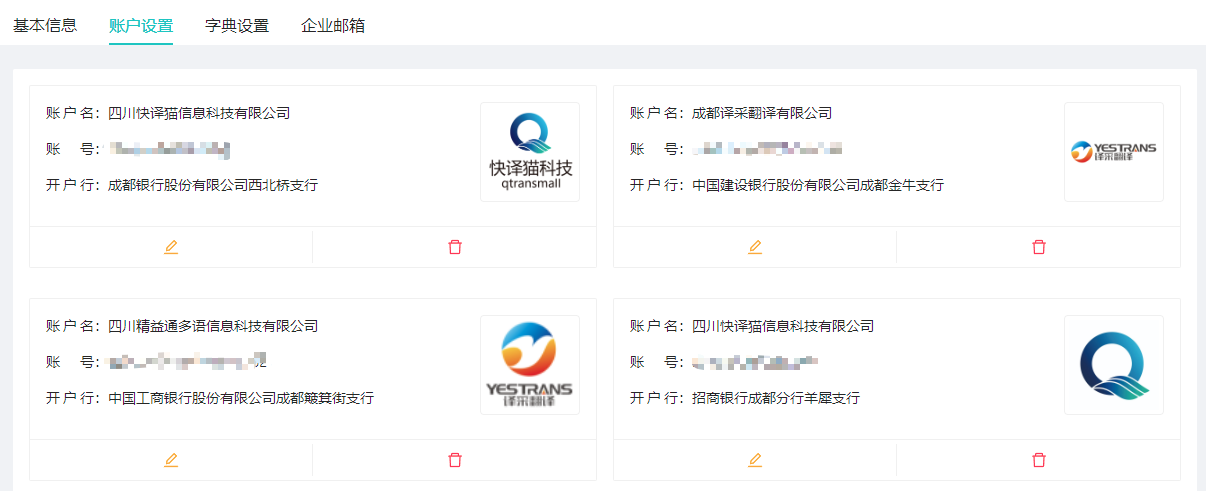 基本信息 账户设置 字典设置 企业邮箱
账户名：四川快译猫信息科技有限公司
账 号：
开户行：成都银行股份有限公司西北桥支行
快译猫科技
qtransmall
账户名：成都译采翻译有限公司
账 号：
开户行：中国建设银行股份有限公司成都金牛支行
YESTRANS
译采翻译
账户名：四川精益通多语信息科技有限公司
账 号：
开户行：中国工商银行股份有限公司成都簸箕街支行
YESTRANS
译采翻译
账户名：四川快译猫信息科技有限公司
账 号：
开户行：招商银行成都分行羊犀支行